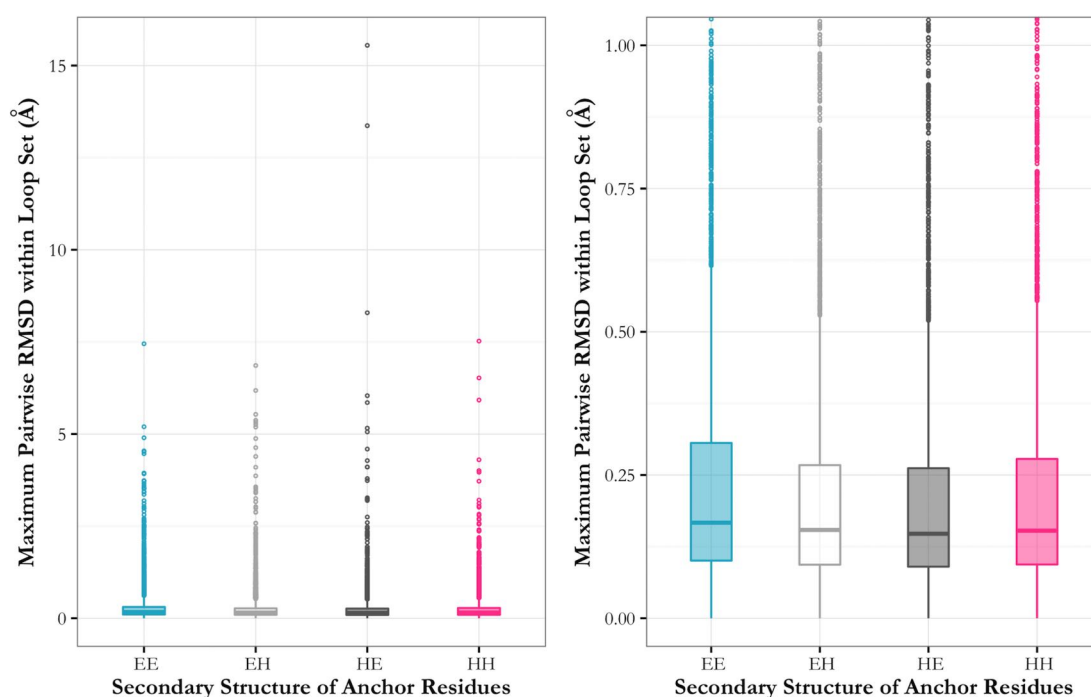 Maximum Pairwise RMSD within Loop Set (Å)
15
10
5
0
EE EH HE HH
Secondary Structure of Anchor Residues
Maximum Pairwise RMSD within Loop Set (Å)
1.00
0.75
0.50
0.25
0.00
EE EH HE HH
Secondary Structure of Anchor Residues